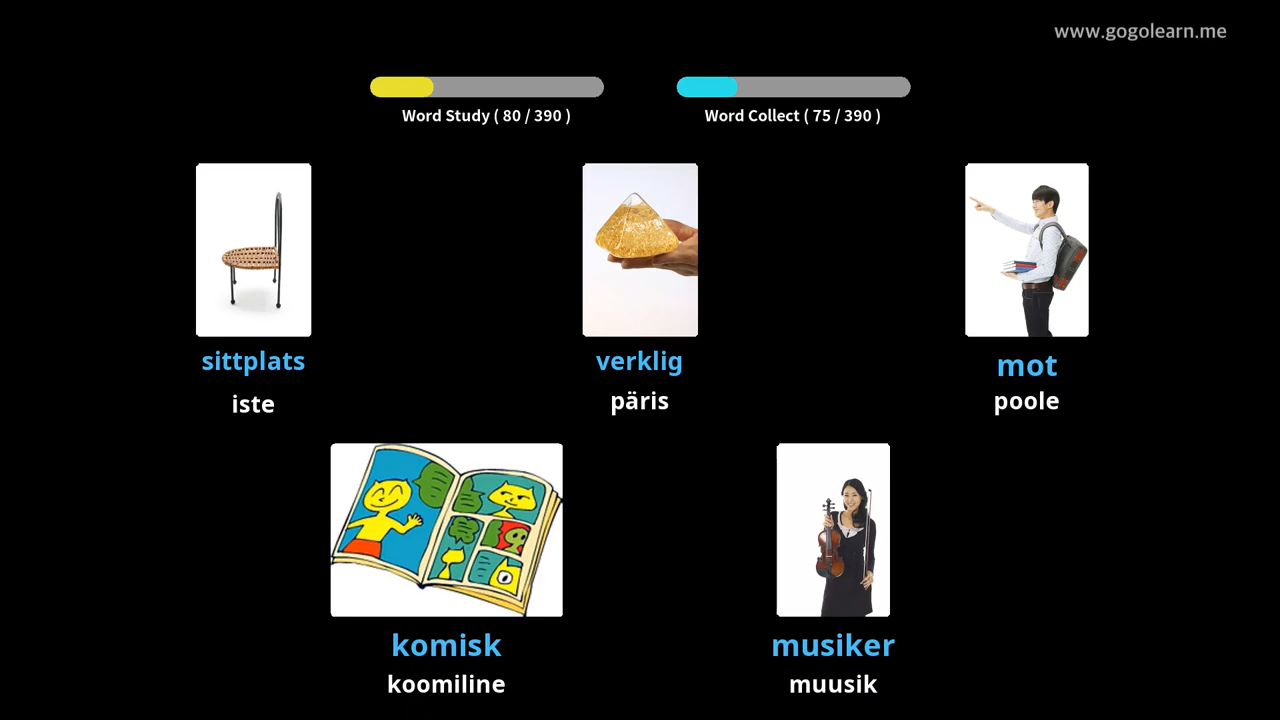 www.gogolearn.me
Word Study ( 80 / 390 )
Word Collect ( 75 / 390 )
sittplats
iste
verklig
päris
mot
poole
komisk
koomiline
musiker
muusik